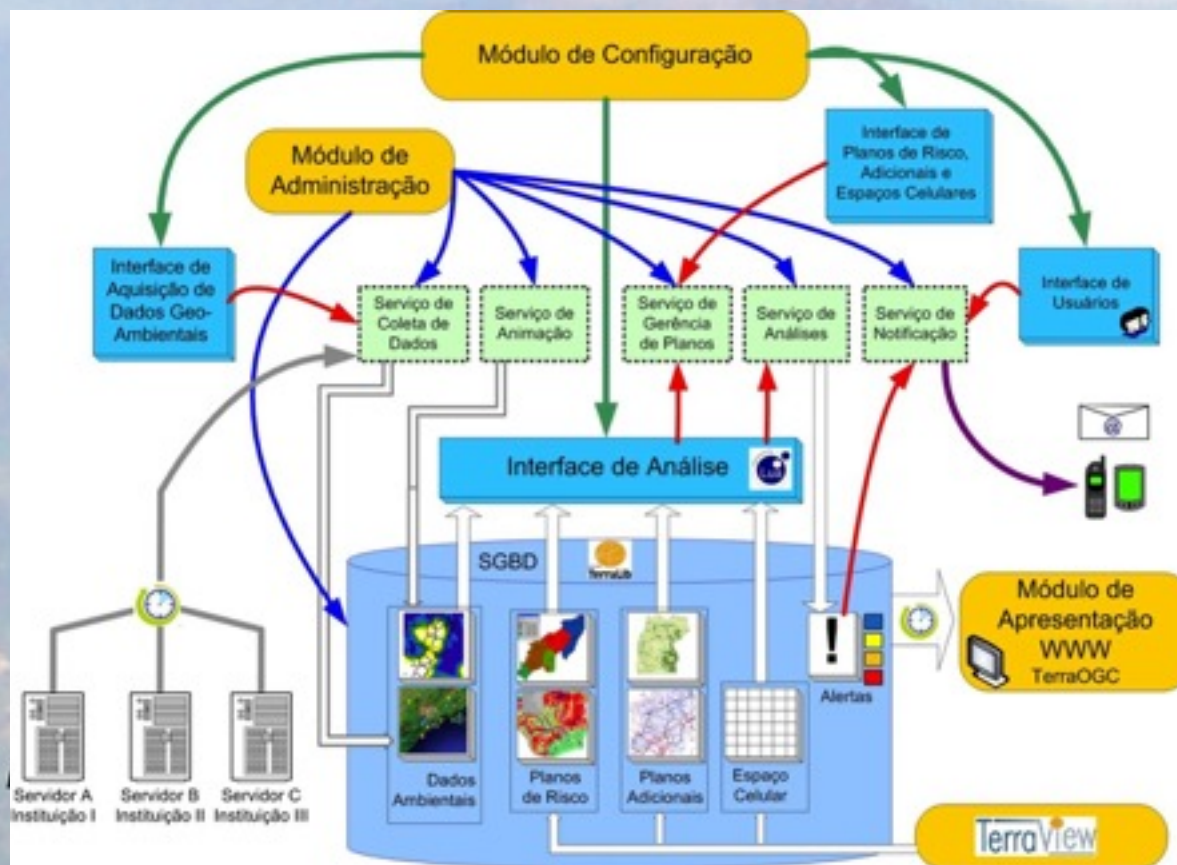 Módulo de Configuração
Interface de
Planos de Risco,
Adicionais e
Espaços Celulares
Módulo de
Administração
Interface de
Aquisição de
Dados Geo-
Ambientais
Serviço de
Coleta de
Dados
Serviço de
Animação
Serviço de
Gerência
de Planos
Serviço de
Análises
Serviço de
Notificação
Interface de
Usuários
@
Interface de Análise
SGBD
TerraLib
!
Alertas
Módulo de
Apresentação
WWW
TerraOGC
Dados
Ambientais
Planos
de Risco
Planos
Adicionais
Espaço
Celular
Servidor A
Instituição I
Servidor B
Instituição II
Servidor C
Instituição III
TerraView